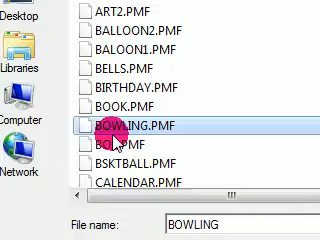 Desktop
Libraries
Computer
Network
ART2.PMF
BALLOON2.PMF
BALOON1.PMF
BELLS.PMF
BIRTHDAY.PMF
BOOK.PMF
BOWLING.PMF
.PMF
BSKTBALL.PMF
CALENDAR.PMF
File name:
BOWLING